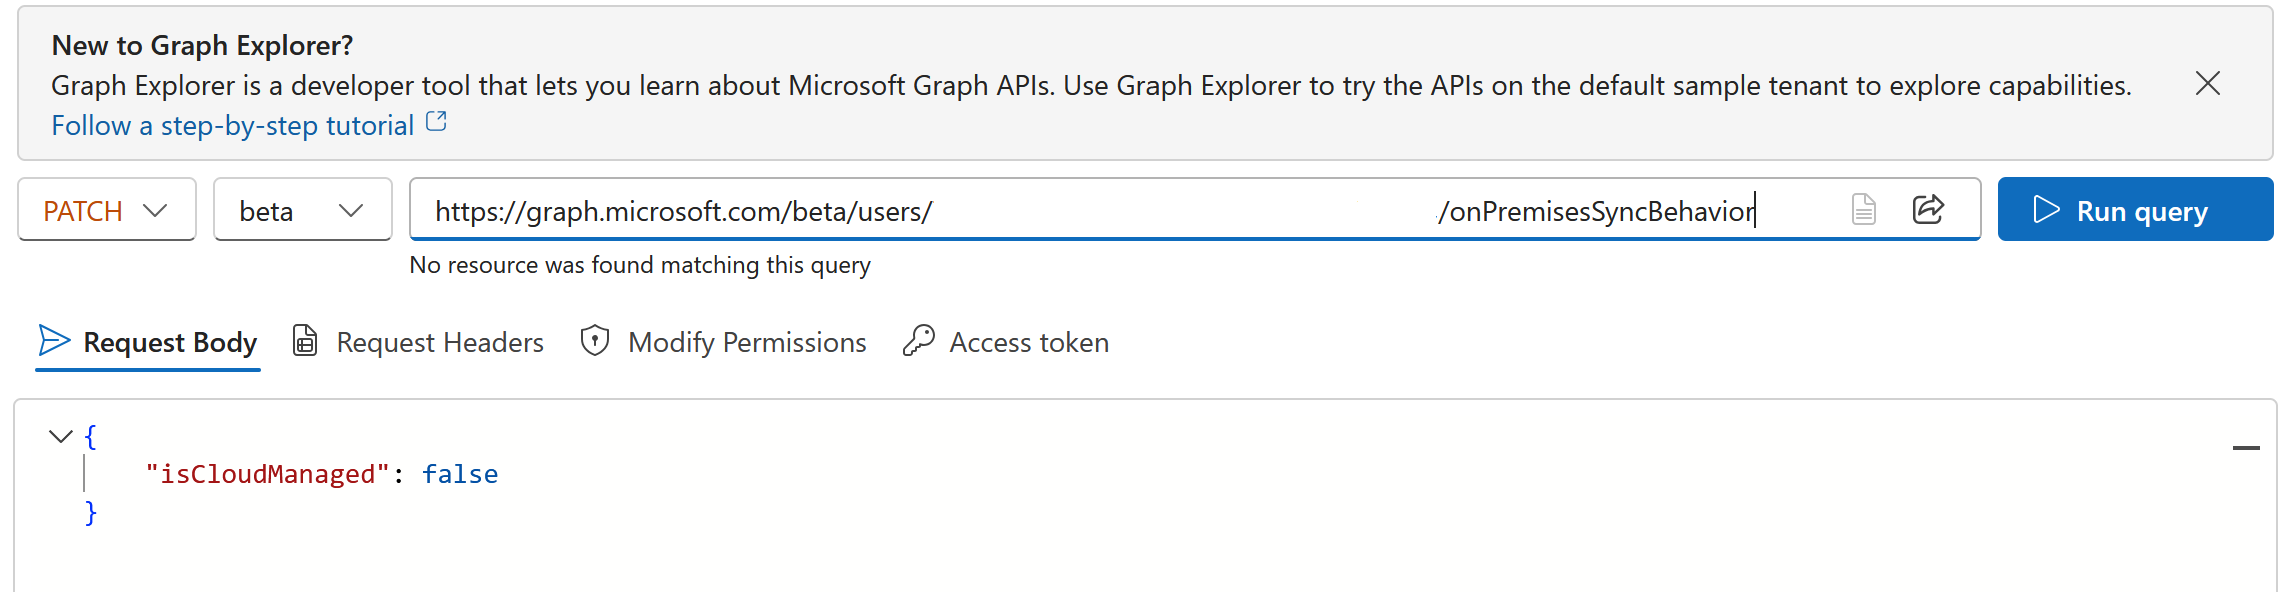 New to Graph Explorer?
Graph Explorer is a developer tool that lets you learn about Microsoft Graph APIs. Use Graph Explorer to try the APIs on the default sample tenant to explore capabilities.
Follow a step-by-step tutorial
PATCH beta https://graph.microsoft.com/beta/users/ /onPremisesSyncBehavior Run query
No resource was found matching this query
Request Body Request Headers Modify Permissions Access token
{
"isCloudManaged": false
}